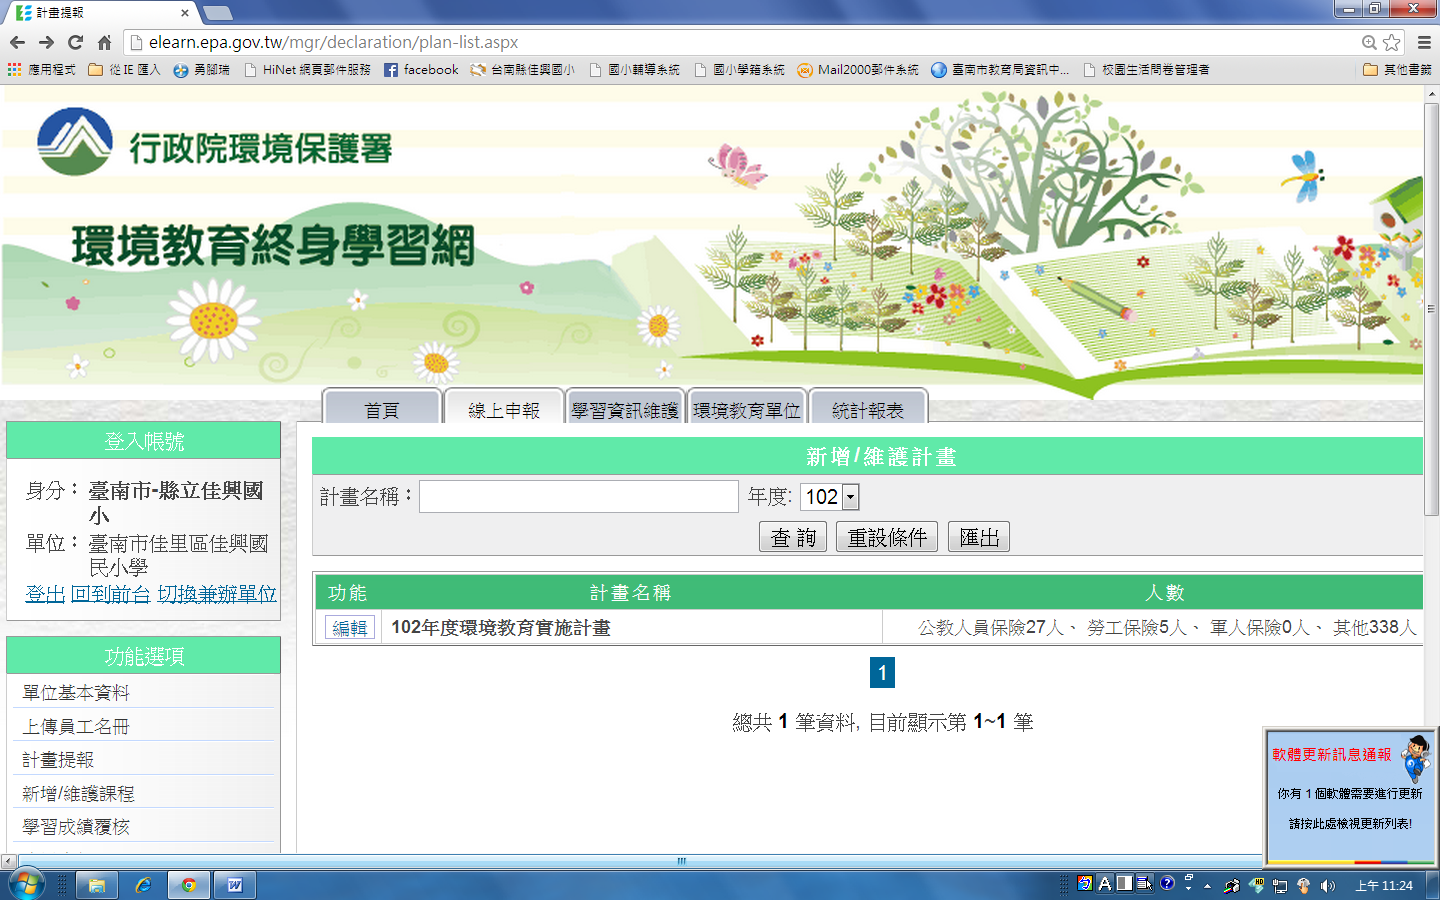 計畫提報
elearn.epa.gov.tw/mgr/declaration/plan-list.aspx
應用程式 從 IE 匯入 勇腳瑞 HiNet 網頁郵件服務 facebook 台南縣佳興國小 國小輔導系統 國小學籍系統 Mail2000郵件系統 臺南市教育局資訊中... 校園生活問卷管理者 其他書籤
行政院環境保護署
環境教育終身學習網
首頁 線上申報 學習資訊維護 環境教育單位 統計報表
登入帳號
身分： 臺南市-縣立佳興國
小
單位： 臺南市佳里區佳興國
民小學
登出 回到前台 切換兼辦單位
功能選項
單位基本資料
上傳員工名冊
計畫提報
新增/維護課程
學習成績覆核
新增/維護計畫
計畫名稱： 年度: 102
查 詢 重設條件 匯出
功能 計畫名稱 人數
編輯 102年度環境教育實施計畫 公教人員保險27人、 勞工保險5人、 軍人保險0人、 其他338人
1
總共 1 筆資料, 目前顯示第 1~1 筆
軟體更新訊息通報
你有 1 個軟體需要進行更新
請按此處檢視更新列表!
上午 11:24